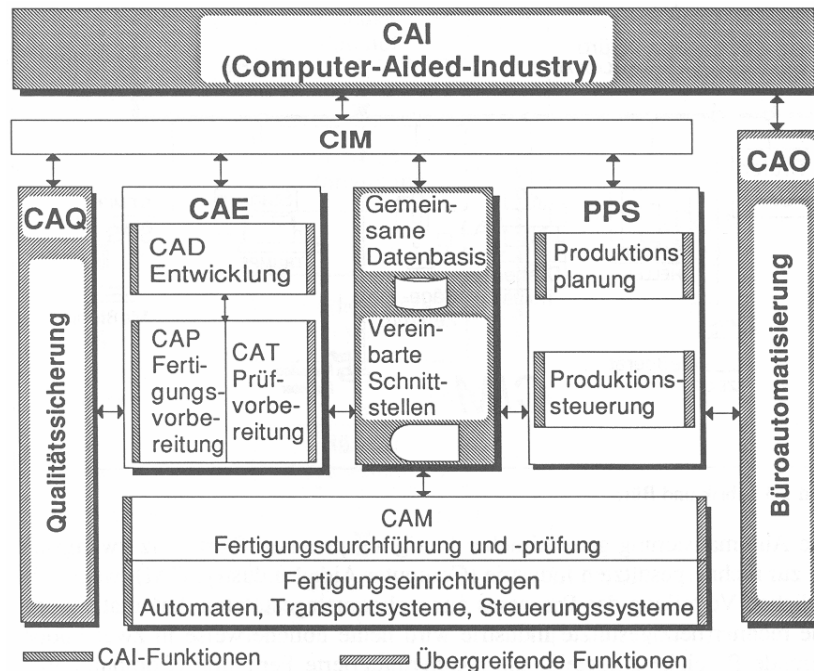 CAI
(Computer-Aided-Industry)
CIM
CAQ
Qualitätssicherung
CAE
CAD
Entwicklung
CAP
Ferti-
gungs-
vorbe-
reitung
CAT
Prüf-
vorbe-
reitung
Gemein-
same
Datenbasis
Verein-
barte
Schnitt-
stellen
PPS
Produktions-
planung
Produktions-
steuerung
CAO
Büroautomatisierung
CAM
Fertigungsdurchführung und -prüfung
Fertigungseinrichtungen
Automaten, Transportsysteme, Steuerungssysteme
CAI-Funktionen
Übergreifende Funktionen